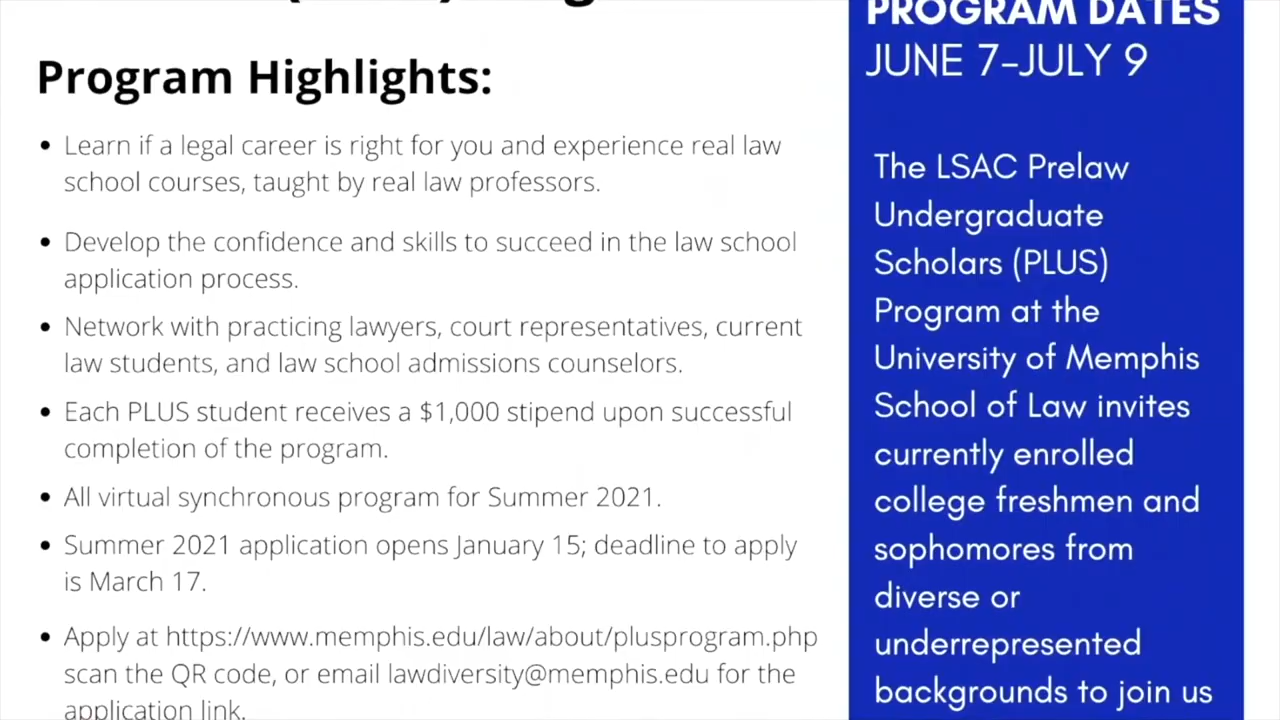 Program Highlights:
• Learn if a legal career is right for you and experience real law
school courses, taught by real law professors.
• Develop the confidence and skills to succeed in the law school
application process.
• Network with practicing lawyers, court representatives, current
law students, and law school admissions counselors.
• Each PLUS student receives a $1,000 stipend upon successful
completion of the program.
• All virtual synchronous program for Summer 2021.
• Summer 2021 application opens January 15; deadline to apply
is March 17.
• Apply at https://www.memphis.edu/law/about/plusprogram.php
scan the QR code, or email lawdiversity@memphis.edu for the
application link.
PROGRAM DATES
JUNE 7–JULY 9
The LSAC Prelaw
Undergraduate
Scholars (PLUS)
Program at the
University of Memphis
School of Law invites
currently enrolled
college freshmen and
sophomores from
diverse or
underrepresented
backgrounds to join us